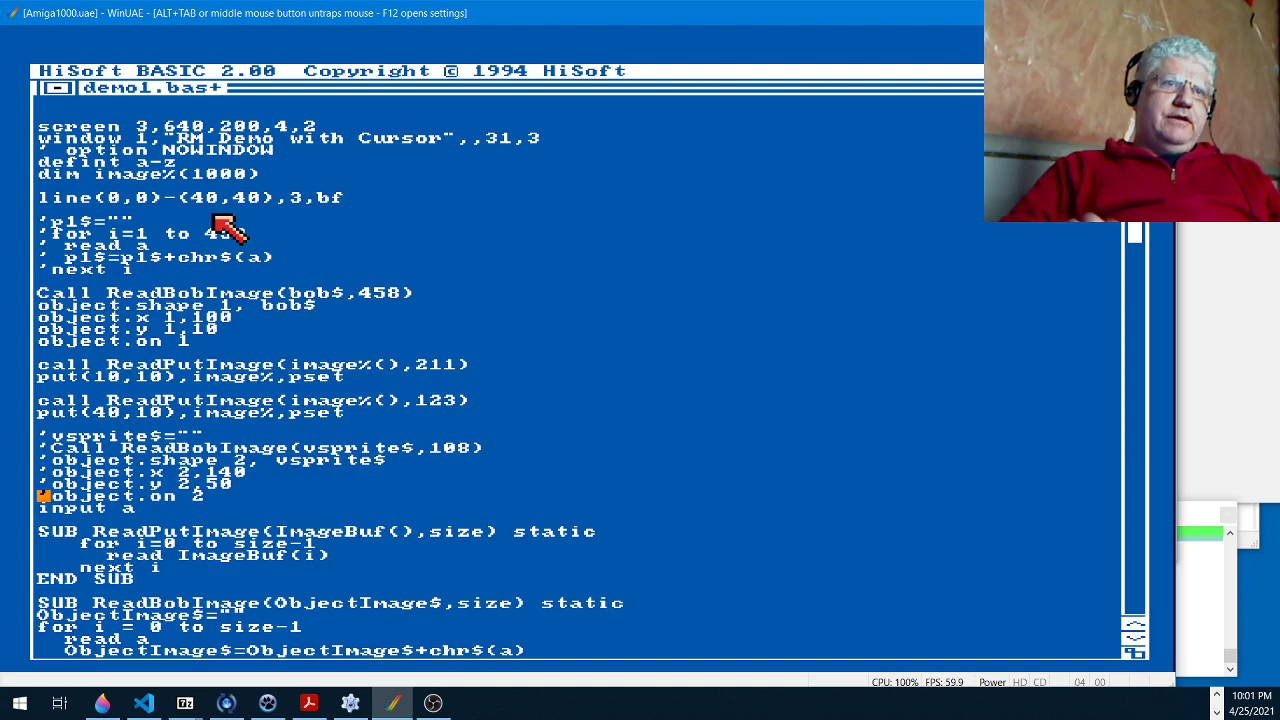 [Amiga1000.uae] - WinUAE - [ALT+TAB or middle mouse button untraps mouse - F12 opens settings]
HiSoft BASIC 2.00 Copyright © 1994 HiSoft
demo1.bas+
screen 3,640,200,4,2
window 1,"RM Demo with Cursor",,31,3
' option NOWINDOW
defint a-z
dim image%(1000)
line(0,0)-(40,40),3,bf
'p1$=""
'for i=1 to
' read a
' p1$=p1$+chr$(a)
'next i
Call ReadBobImage(bob$,458)
object.shape 1, bob$
object.x 1,100
object.y 1,10
object.on 1
call ReadPutImage(image%(),211)
put(10,10),image%,pset
call ReadPutImage(image%(),123)
put(40,10),image%,pset
'vsprite$=""
'Call ReadBobImage(vsprite$,108)
'object.shape 2, vsprite$
'object.x 2,140
'object.y 2,50
'object.on 2
input a
SUB ReadPutImage(ImageBuf(),size) static
for i=0 to size-1
read ImageBuf(i)
next i
END SUB
SUB ReadBobImage(ObjectImage$,size) static
ObjectImage$=""
for i = 0 to size-1
read a
ObjectImage$=ObjectImage$+chr$(a)
CPU: 100% FPS: 59.9 Power HD CD 04 00
10:01 PM
4/25/2021